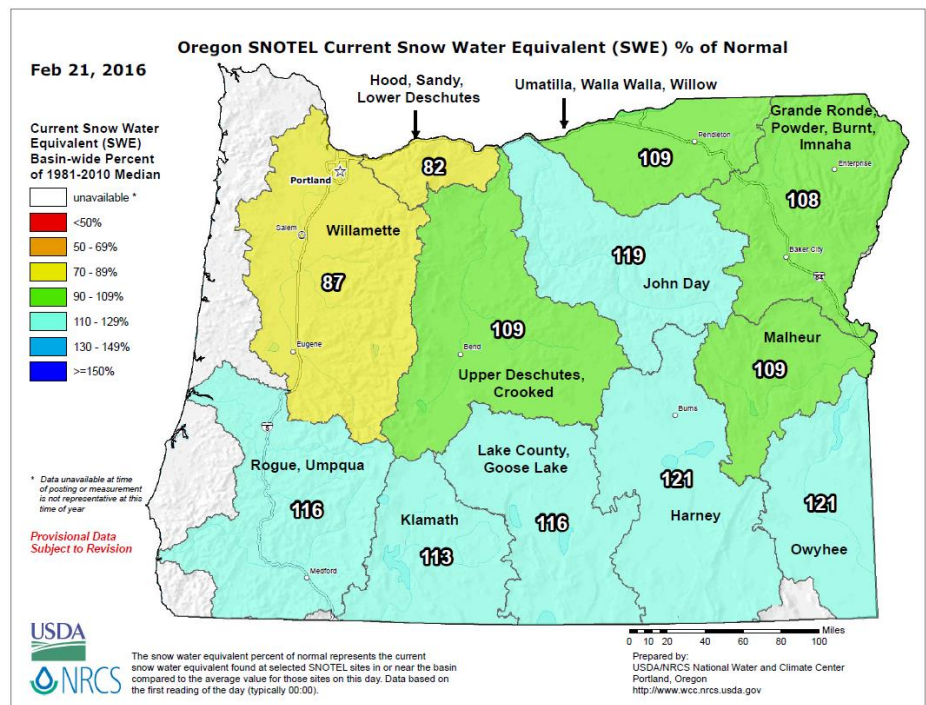 Oregon SNOTEL Current Snow Water Equivalent (SWE) % of Normal
Feb 21, 2016
Hood, Sandy,
Lower Deschutes
Umatilla, Walla Walla, Willow
Grande Ronde,
Powder, Burnt,
Imnaha
Current Snow Water
Equivalent (SWE)
Basin-wide Percent
of 1981-2010 Median
unavailable *
<50%
50 - 69%
70 - 89%
90 - 109%
110 - 129%
130 - 149%
>=150%
Portland
82
Pendleton
109
Enterprise
108
Salem
Willamette
87
119
John Day
Baker City
84
Eugene
109
Bend
Upper Deschutes,
Crooked
Malheur
109
Burns
5
Rogue, Umpqua
116
Medford
Klamath
113
Lake County,
Goose Lake
116
121
Harney
121
Owyhee
* Data unavailable at time
of posting or measurement
is not representative at this
time of year
Provisional Data
Subject to Revision
USDA
NRCS
The snow water equivalent percent of normal represents the current
snow water equivalent found at selected SNOTEL sites in or near the basin
compared to the average value for those sites on this day. Data based on
the first reading of the day (typically 00:00).
Miles
0 10 20 40 60 80 100
Prepared by:
USDA/NRCS National Water and Climate Center
Portland, Oregon
http://www.wcc.nrcs.usda.gov